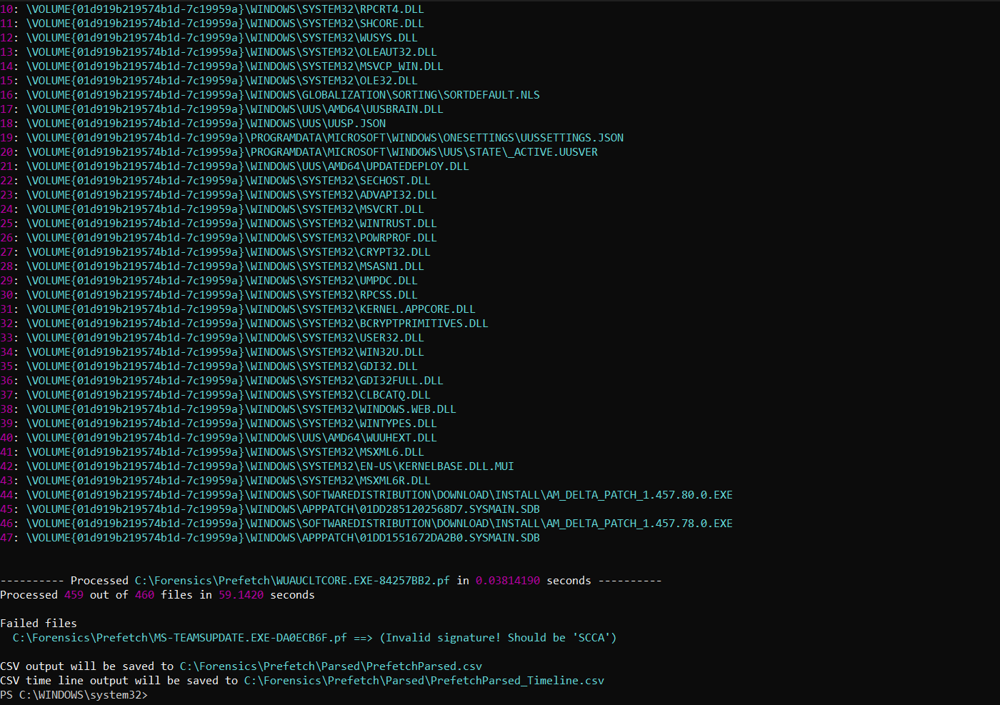 10: \VOLUME{01d919b219574b1d-7c19959a}\WINDOWS\SYSTEM32\RPCRT4.DLL
11: \VOLUME{01d919b219574b1d-7c19959a}\WINDOWS\SYSTEM32\SHCORE.DLL
12: \VOLUME{01d919b219574b1d-7c19959a}\WINDOWS\SYSTEM32\WUSYS.DLL
13: \VOLUME{01d919b219574b1d-7c19959a}\WINDOWS\SYSTEM32\OLEAUT32.DLL
14: \VOLUME{01d919b219574b1d-7c19959a}\WINDOWS\SYSTEM32\MSVCP_WIN.DLL
15: \VOLUME{01d919b219574b1d-7c19959a}\WINDOWS\SYSTEM32\OLE32.DLL
16: \VOLUME{01d919b219574b1d-7c19959a}\WINDOWS\GLOBALIZATION\SORTING\SORTDEFAULT.NLS
17: \VOLUME{01d919b219574b1d-7c19959a}\WINDOWS\UUS\AMD64\UUSBRAIN.DLL
18: \VOLUME{01d919b219574b1d-7c19959a}\WINDOWS\UUS\UUSP.JSON
19: \VOLUME{01d919b219574b1d-7c19959a}\PROGRAMDATA\MICROSOFT\WINDOWS\ONESETTINGS\UUSSETTINGS.JSON
20: \VOLUME{01d919b219574b1d-7c19959a}\PROGRAMDATA\MICROSOFT\WINDOWS\UUS\STATE\_ACTIVE.UUSVER
21: \VOLUME{01d919b219574b1d-7c19959a}\WINDOWS\UUS\AMD64\UPDATEDEPLOY.DLL
22: \VOLUME{01d919b219574b1d-7c19959a}\WINDOWS\SYSTEM32\SECHOST.DLL
23: \VOLUME{01d919b219574b1d-7c19959a}\WINDOWS\SYSTEM32\ADVAPI32.DLL
24: \VOLUME{01d919b219574b1d-7c19959a}\WINDOWS\SYSTEM32\MSVCRT.DLL
25: \VOLUME{01d919b219574b1d-7c19959a}\WINDOWS\SYSTEM32\WINTRUST.DLL
26: \VOLUME{01d919b219574b1d-7c19959a}\WINDOWS\SYSTEM32\POWRPROF.DLL
27: \VOLUME{01d919b219574b1d-7c19959a}\WINDOWS\SYSTEM32\CRYPT32.DLL
28: \VOLUME{01d919b219574b1d-7c19959a}\WINDOWS\SYSTEM32\MSASN1.DLL
29: \VOLUME{01d919b219574b1d-7c19959a}\WINDOWS\SYSTEM32\UMPDC.DLL
30: \VOLUME{01d919b219574b1d-7c19959a}\WINDOWS\SYSTEM32\RPCSS.DLL
31: \VOLUME{01d919b219574b1d-7c19959a}\WINDOWS\SYSTEM32\KERNEL.APPCORE.DLL
32: \VOLUME{01d919b219574b1d-7c19959a}\WINDOWS\SYSTEM32\BCRYPTPRIMITIVES.DLL
33: \VOLUME{01d919b219574b1d-7c19959a}\WINDOWS\SYSTEM32\USER32.DLL
34: \VOLUME{01d919b219574b1d-7c19959a}\WINDOWS\SYSTEM32\WIN32U.DLL
35: \VOLUME{01d919b219574b1d-7c19959a}\WINDOWS\SYSTEM32\GDI32.DLL
36: \VOLUME{01d919b219574b1d-7c19959a}\WINDOWS\SYSTEM32\GDI32FULL.DLL
37: \VOLUME{01d919b219574b1d-7c19959a}\WINDOWS\SYSTEM32\CLBCATQ.DLL
38: \VOLUME{01d919b219574b1d-7c19959a}\WINDOWS\SYSTEM32\WINDOWS.WEB.DLL
39: \VOLUME{01d919b219574b1d-7c19959a}\WINDOWS\SYSTEM32\WINTYPES.DLL
40: \VOLUME{01d919b219574b1d-7c19959a}\WINDOWS\UUS\AMD64\WUUHEXT.DLL
41: \VOLUME{01d919b219574b1d-7c19959a}\WINDOWS\SYSTEM32\MSXML6.DLL
42: \VOLUME{01d919b219574b1d-7c19959a}\WINDOWS\SYSTEM32\EN-US\KERNELBASE.DLL.MUI
43: \VOLUME{01d919b219574b1d-7c19959a}\WINDOWS\SYSTEM32\MSXML6R.DLL
44: \VOLUME{01d919b219574b1d-7c19959a}\WINDOWS\SOFTWAREDISTRIBUTION\DOWNLOAD\INSTALL\AM_DELTA_PATCH_1.457.80.0.EXE
45: \VOLUME{01d919b219574b1d-7c19959a}\WINDOWS\APPPATCH\01DD2851202568D7.SYSMAIN.SDB
46: \VOLUME{01d919b219574b1d-7c19959a}\WINDOWS\SOFTWAREDISTRIBUTION\DOWNLOAD\INSTALL\AM_DELTA_PATCH_1.457.78.0.EXE
47: \VOLUME{01d919b219574b1d-7c19959a}\WINDOWS\APPPATCH\01DD1551672DA2B0.SYSMAIN.SDB
---------- Processed C:\Forensics\Prefetch\WUAUCLTCORE.EXE-84257BB2.pf in 0.03814190 seconds ----------
Processed 459 out of 460 files in 59.1420 seconds
Failed files
C:\Forensics\Prefetch\MS-TEAMSUPDATE.EXE-DA0ECB6F.pf ==> (Invalid signature! Should be 'SCCA')
CSV output will be saved to C:\Forensics\Prefetch\Parsed\PrefetchParsed.csv
CSV time line output will be saved to C:\Forensics\Prefetch\Parsed\PrefetchParsed_Timeline.csv
PS C:\WINDOWS\system32>